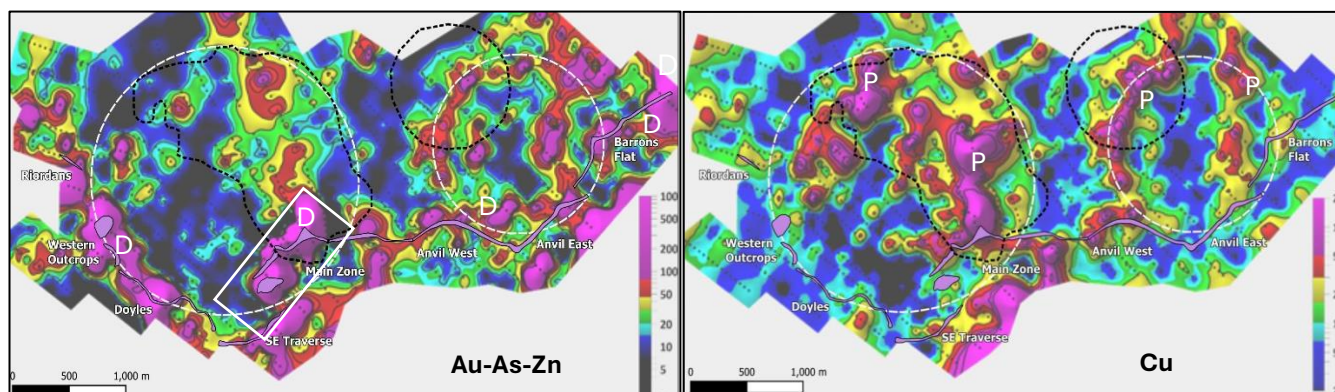 D
D
Barrons
Flat
Riordans
D
D
Western
Outcrops
D
Anvil West
Anvil East
Main Zone
Doyles
SE Traverse
Au-As-Zn
1000
500
100
50
20
10
5
0 500 1,000 m
P
P
P
P
Barrons
Flat
Riordans
Western
Outcrops
Anvil West
Anvil East
Main Zone
Doyles
SE Traverse
Cu
0 500 1,000 m